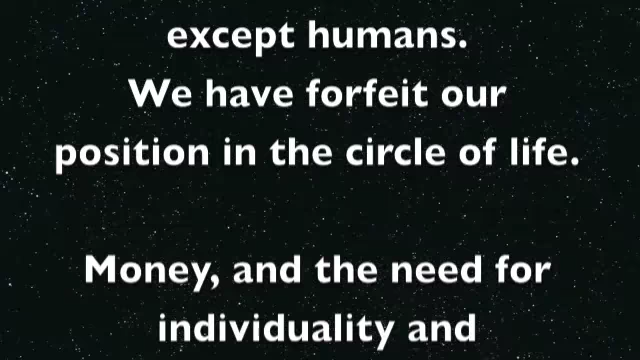 except humans.
We have forfeit our
position in the circle of life.
Money, and the need for
individuality and